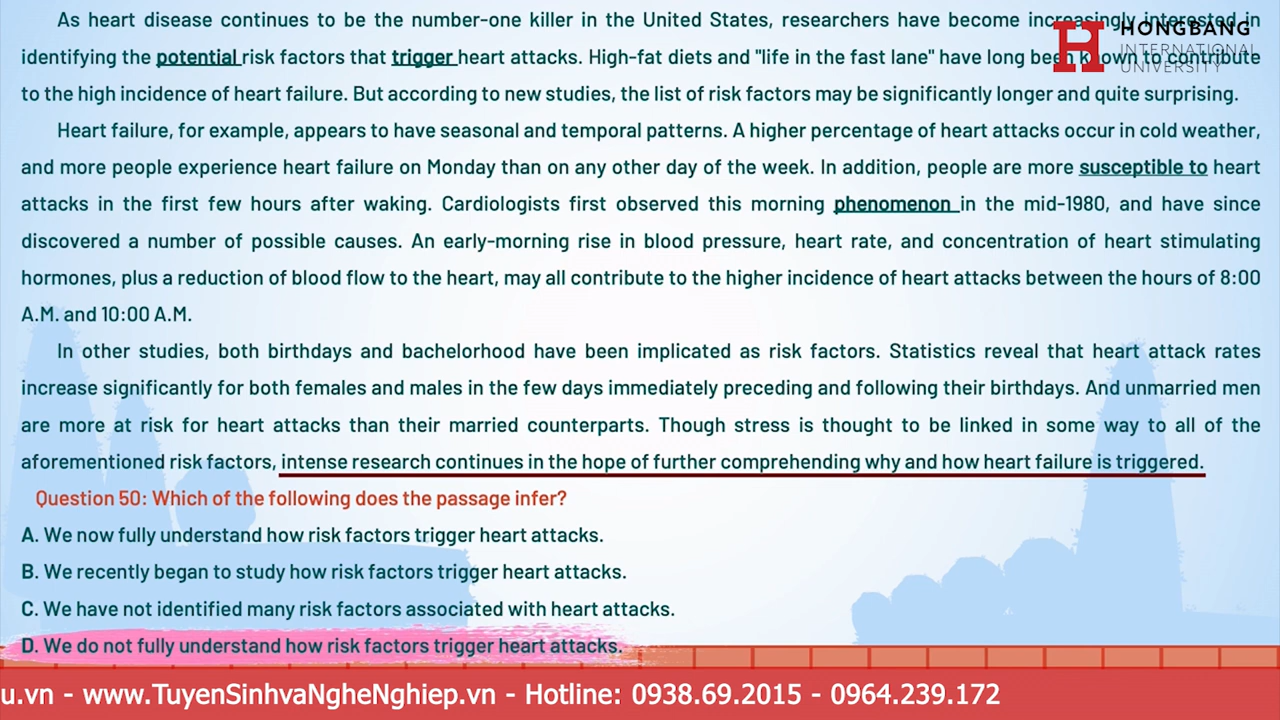 As heart disease continues to be the number-one killer in the United States, researchers have become increasingly interested in
HONGBANG
identifying the potential risk factors that trigger heart attacks. High-fat diets and "life in the fast lane" have long been known to contribute
INTERNATIONAL
UNIVERSITY
to the high incidence of heart failure. But according to new studies, the list of risk factors may be significantly longer and quite surprising.
Heart failure, for example, appears to have seasonal and temporal patterns. A higher percentage of heart attacks occur in cold weather,
and more people experience heart failure on Monday than on any other day of the week. In addition, people are more susceptible to heart
attacks in the first few hours after waking. Cardiologists first observed this morning phenomenon in the mid-1980, and have since
discovered a number of possible causes. An early-morning rise in blood pressure, heart rate, and concentration of heart stimulating
hormones, plus a reduction of blood flow to the heart, may all contribute to the higher incidence of heart attacks between the hours of 8:00
A.M. and 10:00 A.M.
In other studies, both birthdays and bachelorhood have been implicated as risk factors. Statistics reveal that heart attack rates
increase significantly for both females and males in the few days immediately preceding and following their birthdays. And unmarried men
are more at risk for heart attacks than their married counterparts. Though stress is thought to be linked in some way to all of the
aforementioned risk factors, intense research continues in the hope of further comprehending why and how heart failure is triggered.
Question 50: Which of the following does the passage infer?
A. We now fully understand how risk factors trigger heart attacks.
B. We recently began to study how risk factors trigger heart attacks.
C. We have not identified many risk factors associated with heart attacks.
D. We do not fully understand how risk factors trigger heart attacks.
u.vn - www.TuyenSinhvaNgheNghiep.vn - Hotline: 0938.69.2015 - 0964.239.172